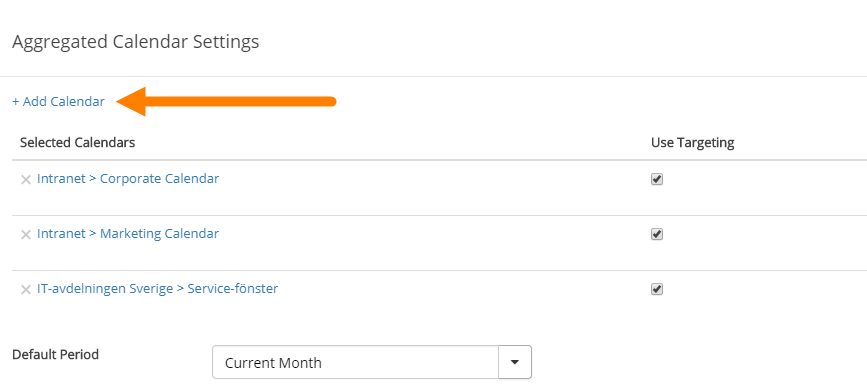 Aggregated Calendar Settings
+ Add Calendar
Selected Calendars Use Targeting
Intranet > Corporate Calendar
Intranet > Marketing Calendar
IT-avdelningen Sverige > Service-fönster
Default Period Current Month